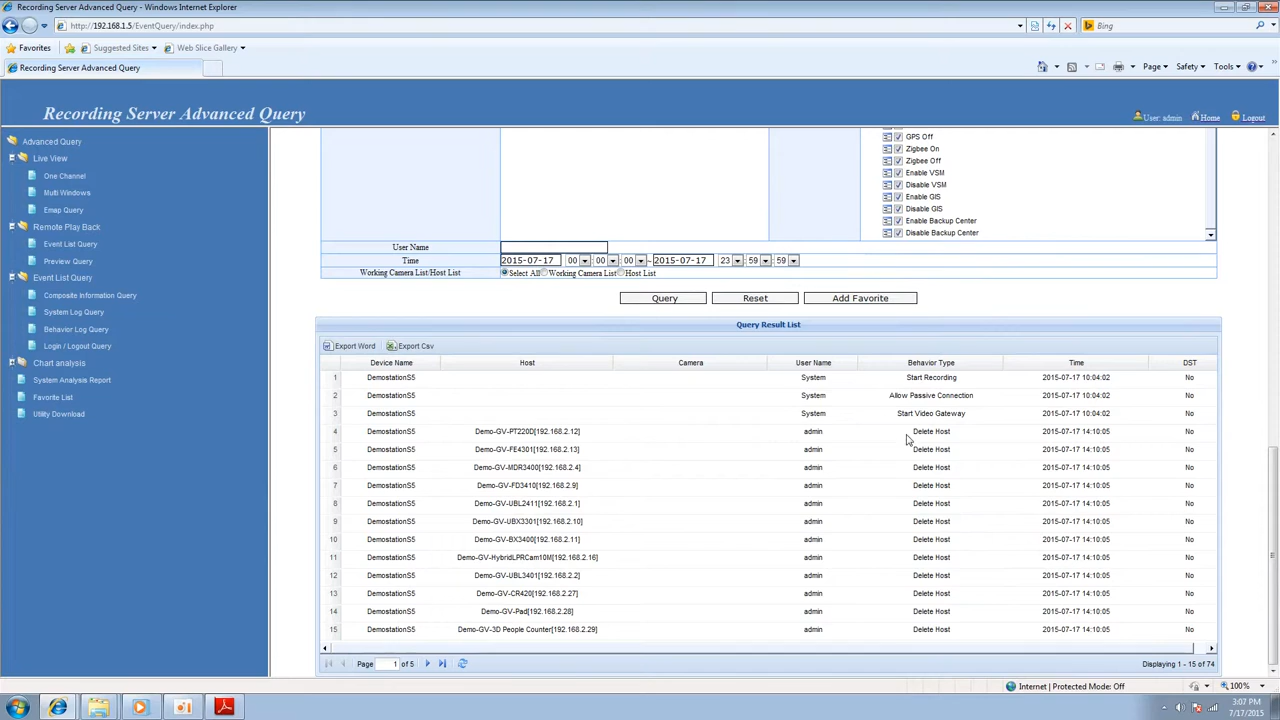 Recording Server Advanced Query - Windows Internet Explorer
http://192.168.1.5/EventQuery/index.php
Bing
Favorites Suggested Sites Web Slice Gallery
Recording Server Advanced Query
Page Safety Tools
Recording Server Advanced Query
User: admin Home Logout
Advanced Query
Live View
One Channel
Multi Windows
Emap Query
Remote Play Back
Event List Query
Preview Query
Event List Query
Composite Information Query
System Log Query
Behavior Log Query
Login / Logout Query
Chart analysis
System Analysis Report
Favorite List
Utility Download
GPS Off
Zigbee On
Zigbee Off
Enable VSM
Disable VSM
Enable GIS
Disable GIS
Enable Backup Center
Disable Backup Center
User Name
Time 2015-07-17 00 00 00 ~ 2015-07-17 23 59 59
Working Camera List/Host List Select All Working Camera List Host List
Query Reset Add Favorite
Query Result List
Export Word Export Csv
Device Name Host Camera User Name Behavior Type Time DST
1 DemostationS5 System Start Recording 2015-07-17 10:04:02 No
2 DemostationS5 System Allow Passive Connection 2015-07-17 10:04:02 No
3 DemostationS5 System Start Video Gateway 2015-07-17 10:04:02 No
4 DemostationS5 Demo-GV-PT220D[192.168.2.12] admin Delete Host 2015-07-17 14:10:05 No
5 DemostationS5 Demo-GV-FE4301[192.168.2.13] admin Delete Host 2015-07-17 14:10:05 No
6 DemostationS5 Demo-GV-MDR3400[192.168.2.4] admin Delete Host 2015-07-17 14:10:05 No
7 DemostationS5 Demo-GV-FD3410[192.168.2.9] admin Delete Host 2015-07-17 14:10:05 No
8 DemostationS5 Demo-GV-UBL2411[192.168.2.1] admin Delete Host 2015-07-17 14:10:05 No
9 DemostationS5 Demo-GV-UBX3301[192.168.2.10] admin Delete Host 2015-07-17 14:10:05 No
10 DemostationS5 Demo-GV-BX3400[192.168.2.11] admin Delete Host 2015-07-17 14:10:05 No
11 DemostationS5 Demo-GV-HybridLPRCam10M[192.168.2.16] admin Delete Host 2015-07-17 14:10:05 No
12 DemostationS5 Demo-GV-UBL3401[192.168.2.2] admin Delete Host 2015-07-17 14:10:05 No
13 DemostationS5 Demo-GV-CR420[192.168.2.27] admin Delete Host 2015-07-17 14:10:05 No
14 DemostationS5 Demo-GV-Pad[192.168.2.28] admin Delete Host 2015-07-17 14:10:05 No
15 DemostationS5 Demo-GV-3D People Counter[192.168.2.29] admin Delete Host 2015-07-17 14:10:05 No
Page 1 of 5 Displaying 1 - 15 of 74
Internet | Protected Mode: Off 100%
3:07 PM
7/17/2015